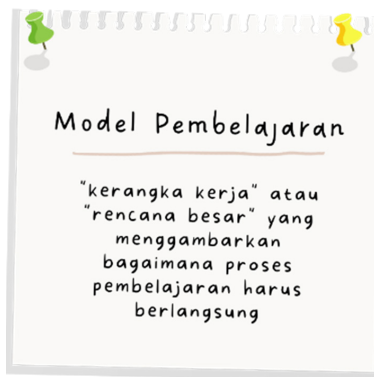 Model Pembelajaran
"kerangka kerja" atau
"rencana besar" yang
menggambarkan
bagaimana proses
pembelajaran harus
berlangsung